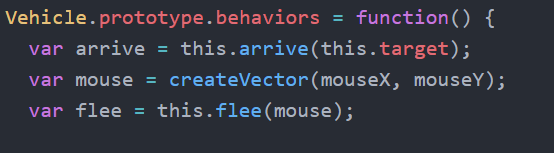 Vehicle.prototype.behaviors = function() {
  var arrive = this.arrive(this.target);
  var mouse = createVector(mouseX, mouseY);
  var flee = this.flee(mouse);